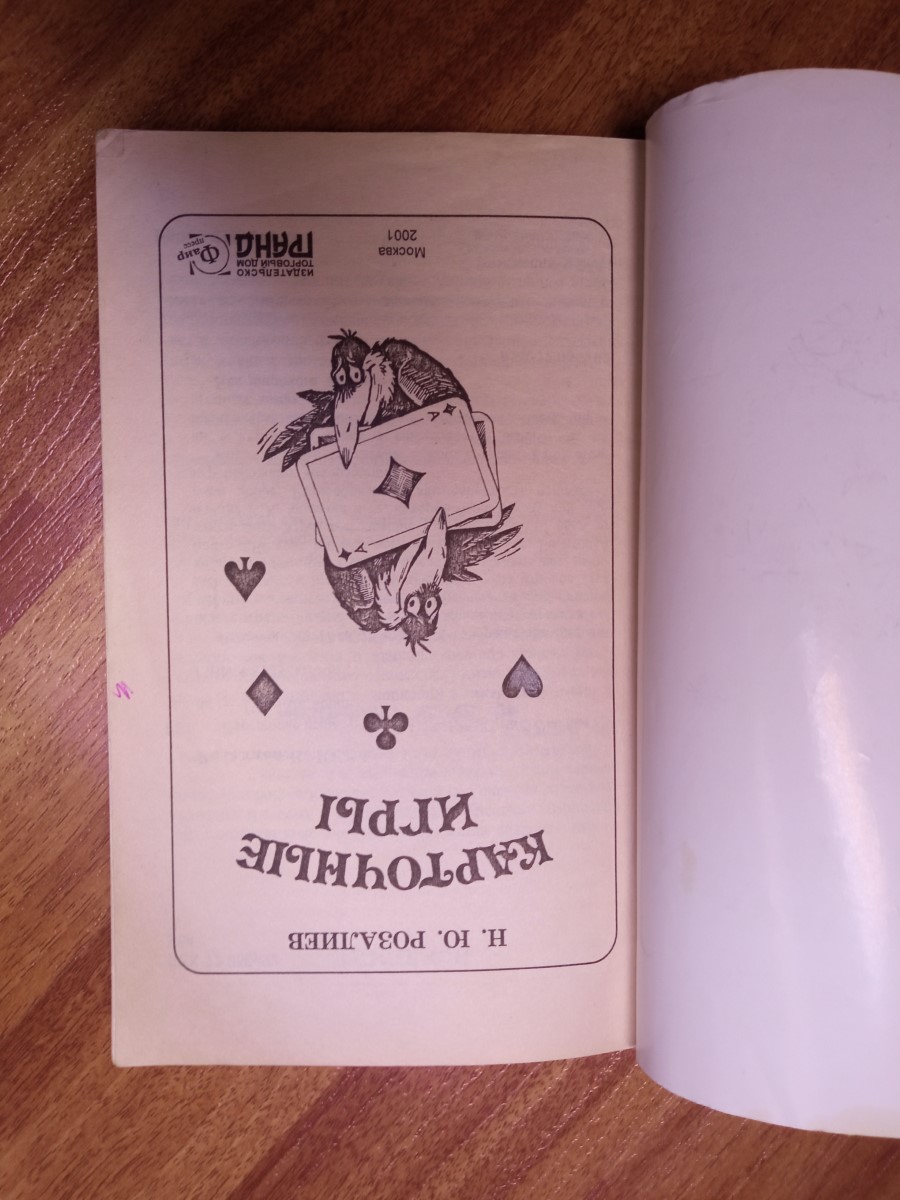 Н. Ю. РОЗАЛИЕВ
КАРТОЧНЫЕ
ИГРЫ
А
А
Москва
2001
ИЗДАТЕЛЬСКО
ТОРГОВЫЙ ДОМ
ГРАНД
Фаир
пресс